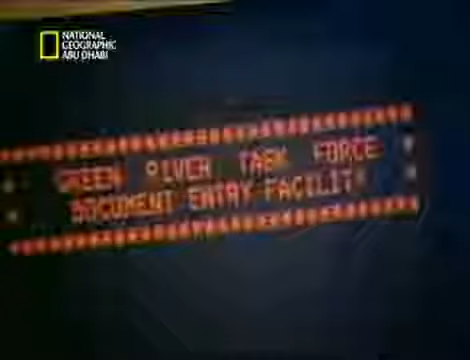 NATIONAL
GEOGRAPHIC
ABU DHABI
GREEN RIVER TASK FORCE
DOCUMENT ENTRY FACILITY